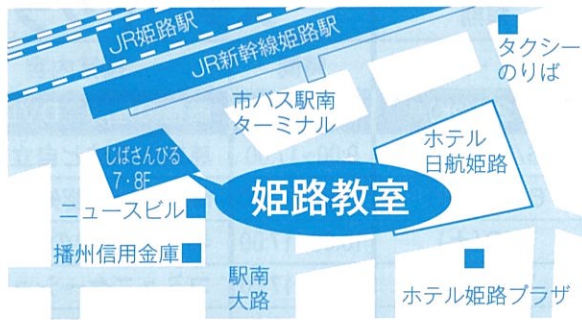 JR姫路駅
JR新幹線姫路駅
タクシー
のりば
市バス駅南
ターミナル
じばさんびる
7・8F
ホテル
日航姫路
姫路教室
ニュースビル
播州信用金庫
駅南
大路
ホテル姫路プラザ